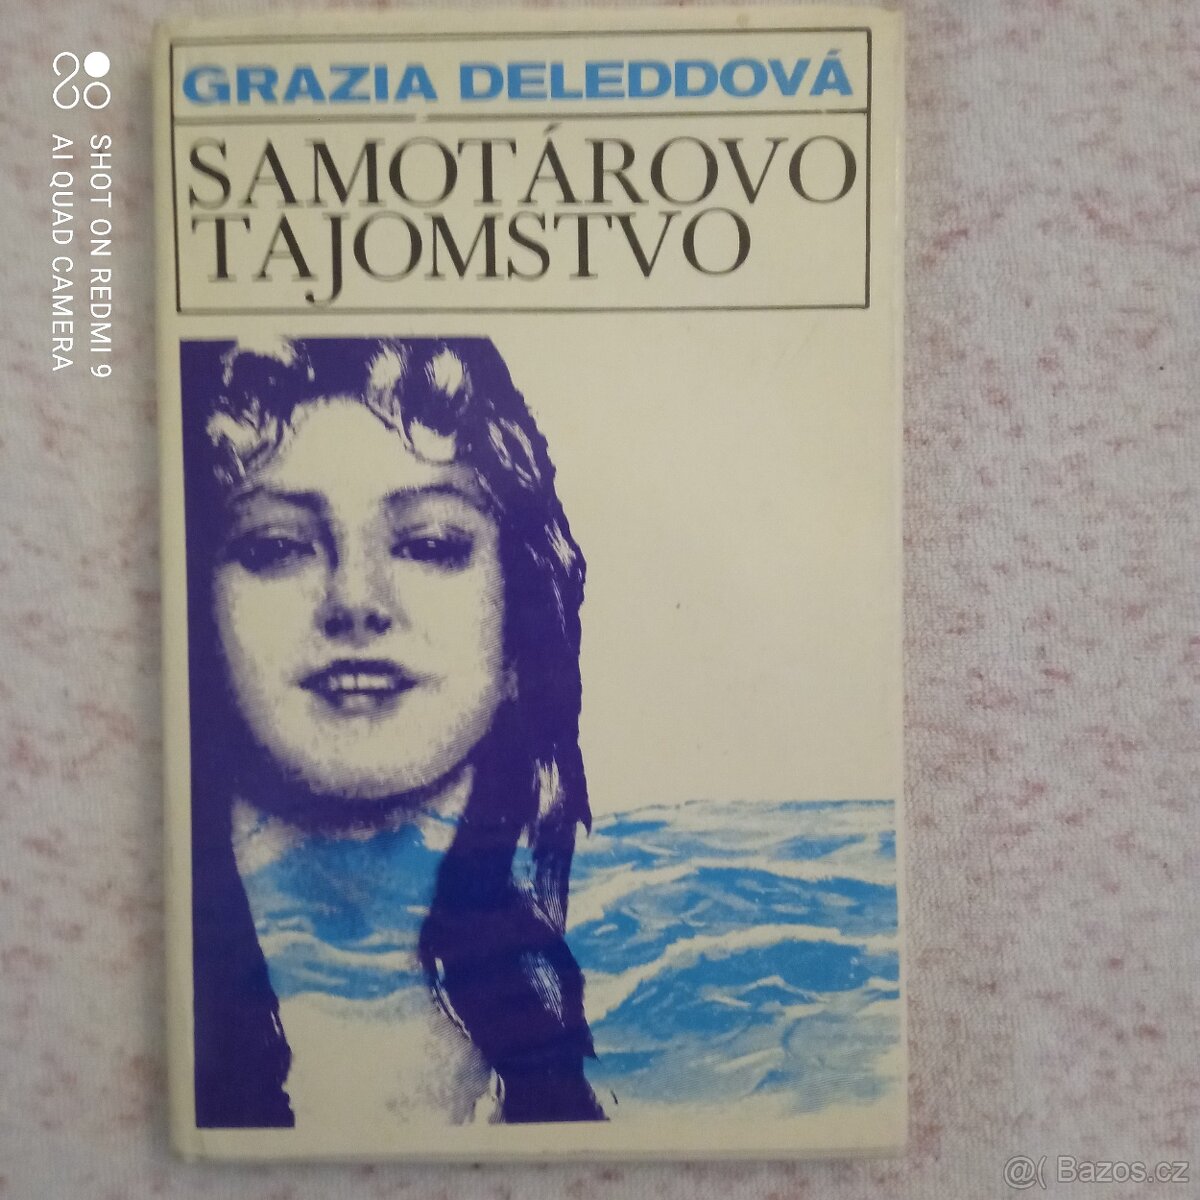 GRAZIA DELEDDOVÁ
SAMOTÁROVO
TAJOMSTVO
SHOT ON REDMI 9
AI QUAD CAMERA
@( Bazos.cz